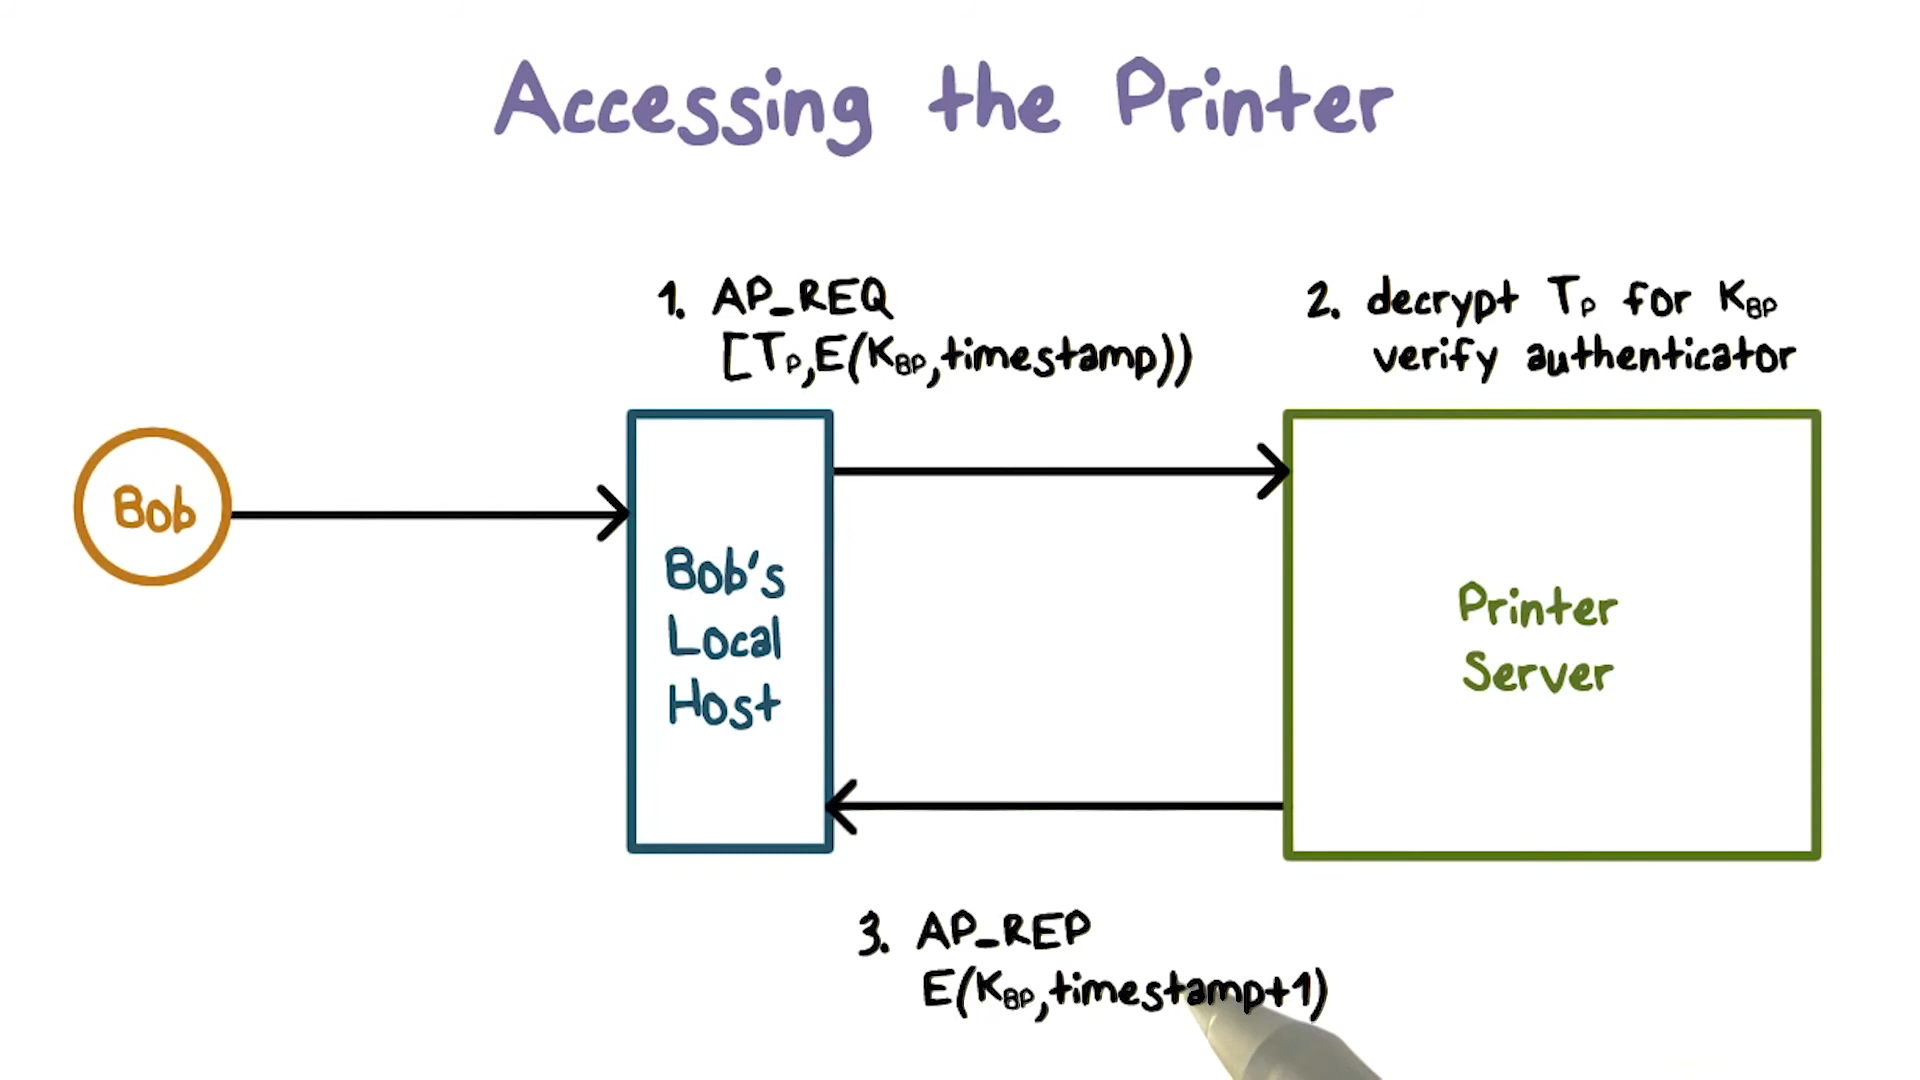 Accessing the Printer
1. AP_REQ
[TP,E(KBP,timestamp))
2. decrypt TP for KBP
verify authenticator
Bob
Bob's
Local
Host
Printer
Server
3. AP_REP
E(KBP,timestamp+1)